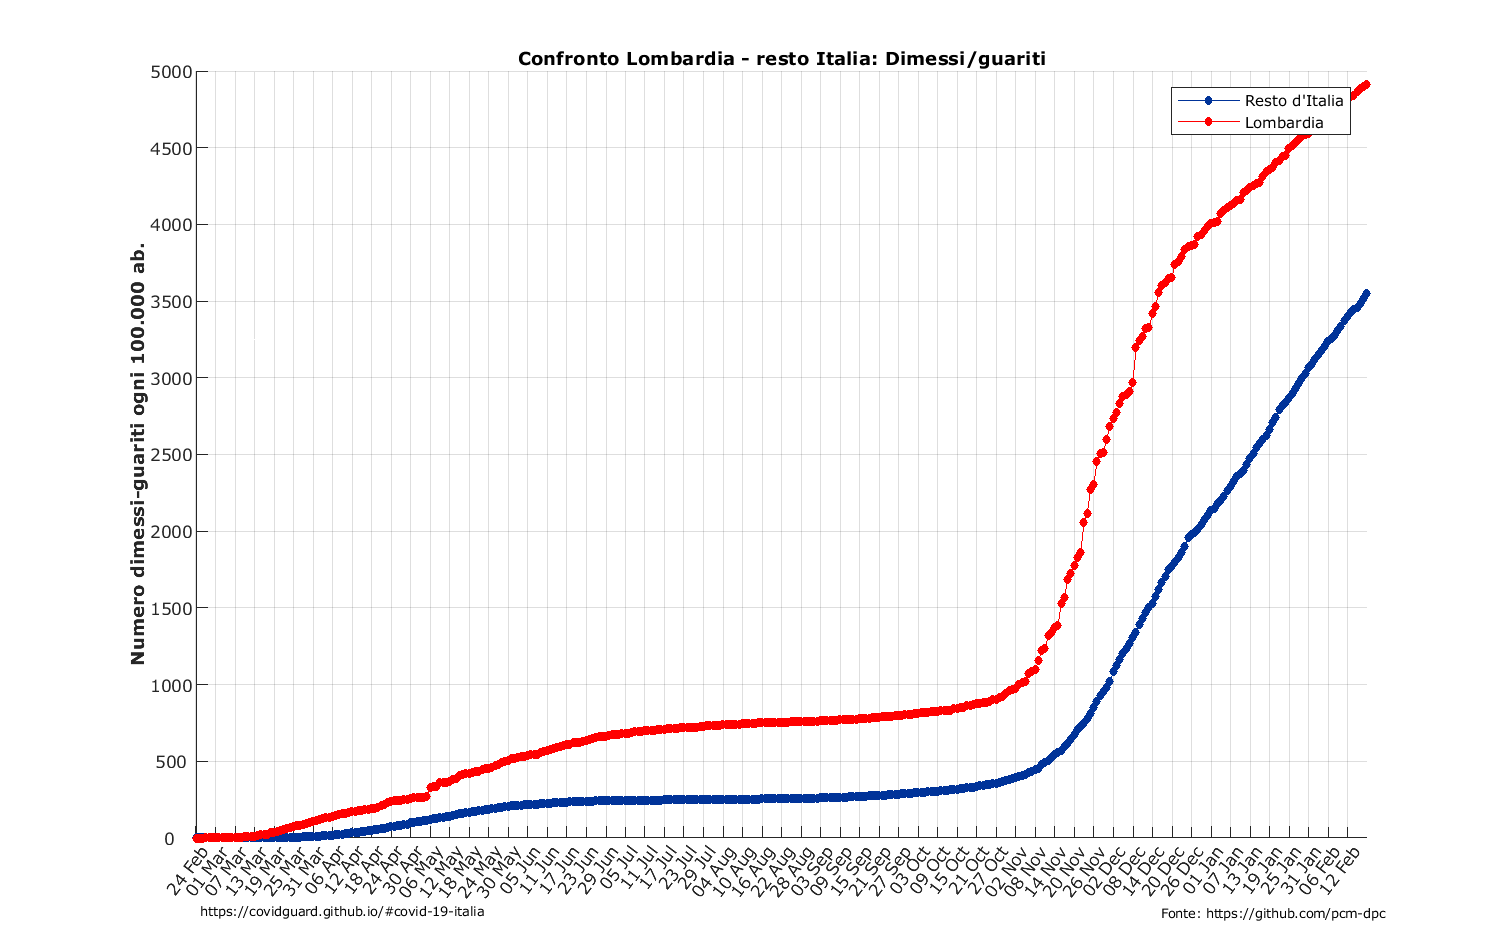 Confronto Lombardia - resto Italia: Dimessi/guariti
Resto d'Italia
Lombardia
Numero dimessi-guariti ogni 100.000 ab.
5000
4500
4000
3500
3000
2500
2000
1500
1000
500
0
24 Feb
01 Mar
07 Mar
13 Mar
19 Mar
25 Mar
31 Mar
06 Apr
12 Apr
18 Apr
24 Apr
30 Apr
06 May
12 May
18 May
24 May
30 May
05 Jun
11 Jun
17 Jun
23 Jun
29 Jun
05 Jul
11 Jul
17 Jul
23 Jul
29 Jul
04 Aug
10 Aug
16 Aug
22 Aug
28 Aug
03 Sep
09 Sep
15 Sep
21 Sep
27 Sep
03 Oct
09 Oct
15 Oct
21 Oct
27 Oct
02 Nov
08 Nov
14 Nov
20 Nov
26 Nov
02 Dec
08 Dec
14 Dec
20 Dec
26 Dec
01 Jan
07 Jan
13 Jan
19 Jan
25 Jan
31 Jan
06 Feb
12 Feb
https://covidguard.github.io/#covid-19-italia
Fonte: https://github.com/pcm-dpc